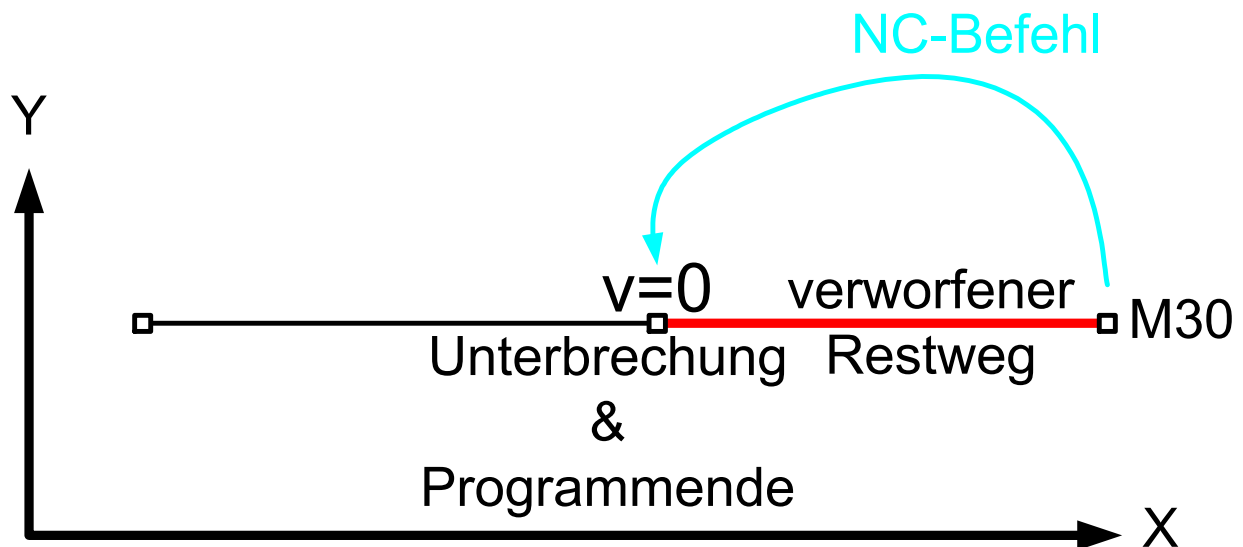 NC-Befehl
Y
v=0
verworfener
M30
Unterbrechung
Restweg
&
Programmende
X